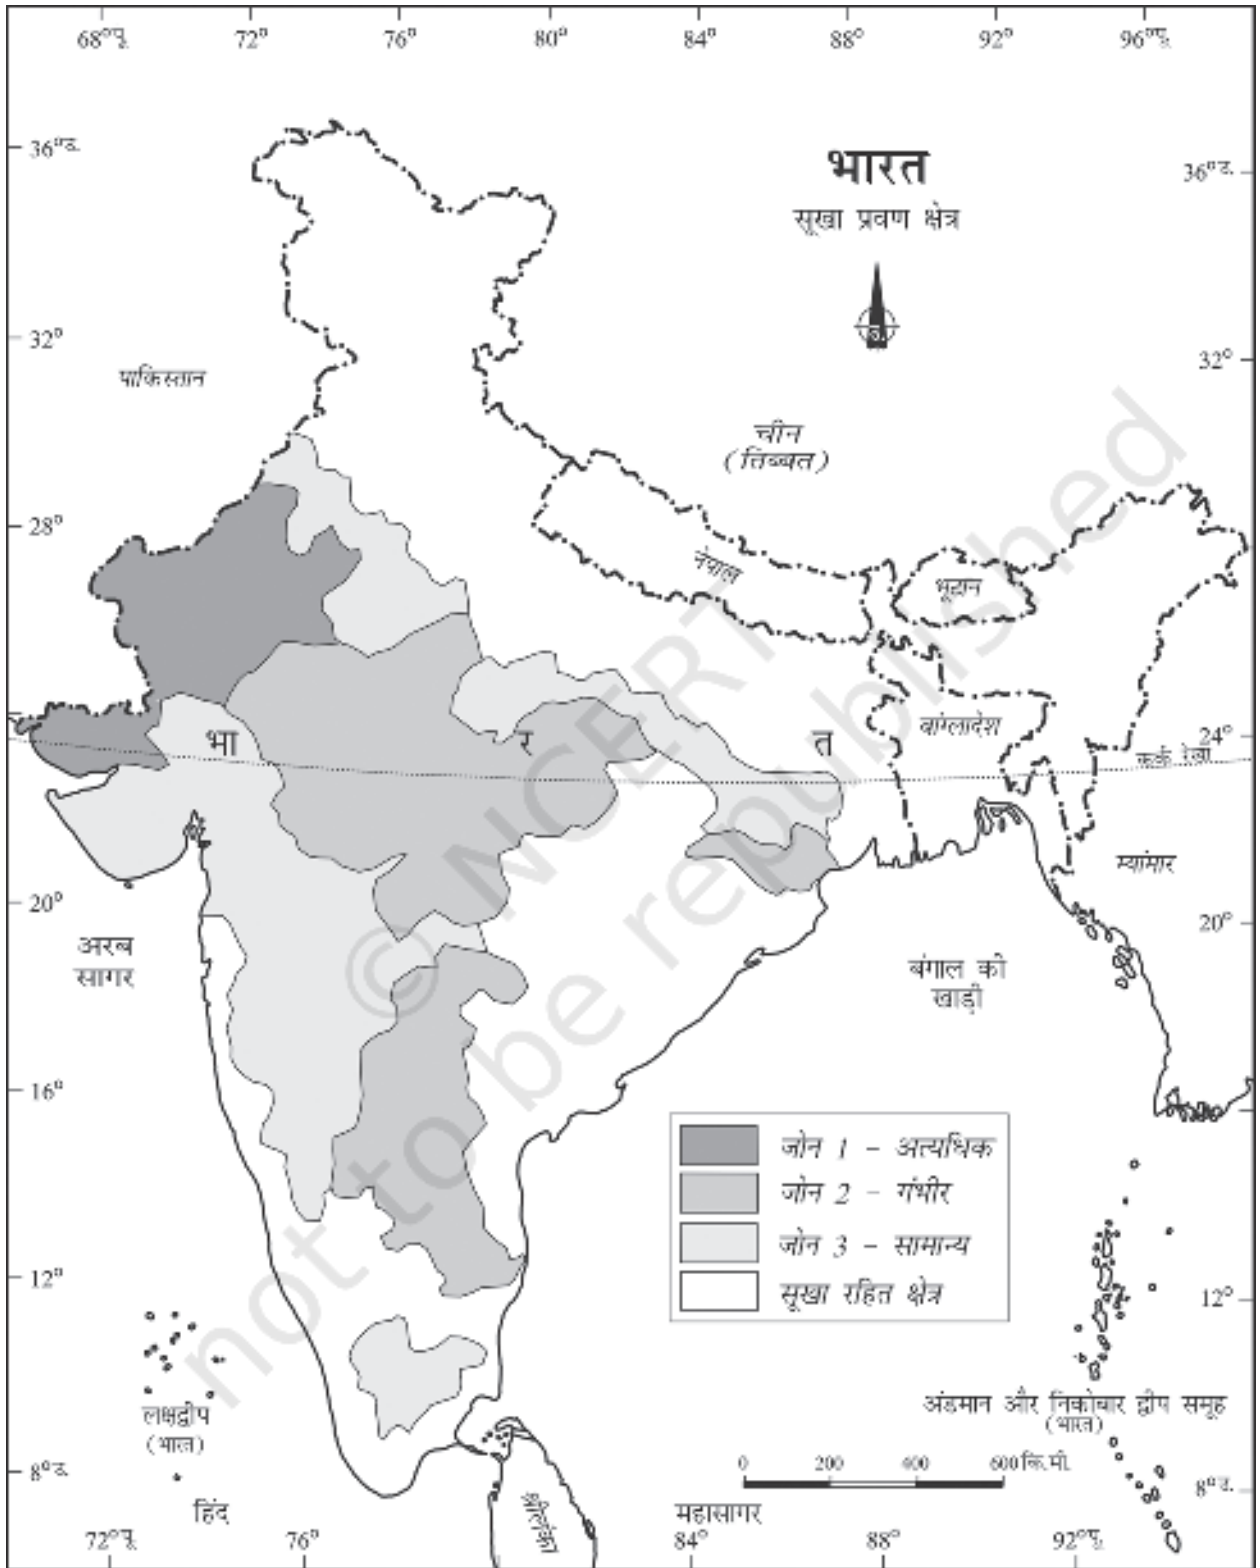 68°पू. 72° 76° 80° 84° 88° 92° 96°पू.
36°उ.
भारत
36°उ.
सूखा प्रवण क्षेत्र
32°
32°
पाकिस्तान
चीन
(तिब्बत)
28°
28°
नेपाल
भूटान
बांग्लादेश
भा र त
24°
कर्क रेखा
म्यांमार
20°
20°
अरब
सागर
बंगाल की
खाड़ी
16°
जोन 1 – अत्यधिक
जोन 2 – गंभीर
जोन 3 – सामान्य
सूखा रहित क्षेत्र
12°
12°
लक्षद्वीप
(भारत)
अंडमान और निकोबार द्वीप समूह
(भारत)
0 200 400 600 कि.मी.
8°उ.
8°उ.
हिंद
महासागर
श्रीलंका
72°पू. 76° 84° 88° 92°पू.
© NCERT
not to be republished